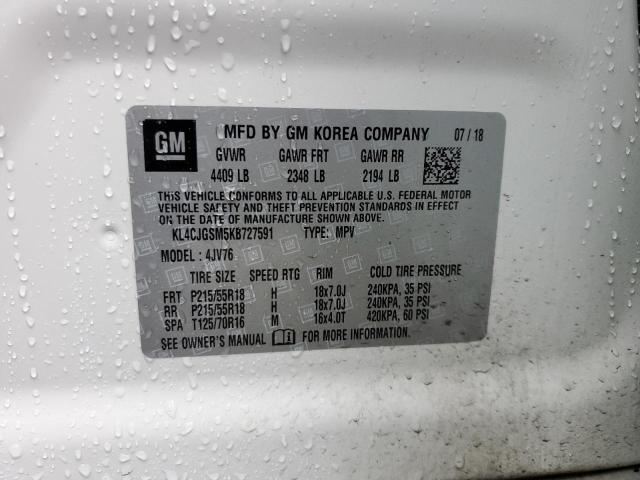 GM MFD BY GM KOREA COMPANY 07/18
GVWR GAWR FRT GAWR RR
4409 LB 2348 LB 2194 LB
THIS VEHICLE CONFORMS TO ALL APPLICABLE U.S. FEDERAL MOTOR
VEHICLE SAFETY AND THEFT PREVENTION STANDARDS IN EFFECT ON
THE DATE OF MANUFACTURE SHOWN ABOVE.
KL4CJGSM5KB727591 TYPE: MPV
MODEL: 4JV76
TIRE SIZE SPEED RTG RIM COLD TIRE PRESSURE
FRT P215/55R18 H 18x7.0J 240KPA, 35 PSI
RR P215/55R18 H 18x7.0J 240KPA, 35 PSI
SPA T125/70R16 M 16x4.0T 420KPA, 60 PSI
SEE OWNER'S MANUAL FOR MORE INFORMATION.